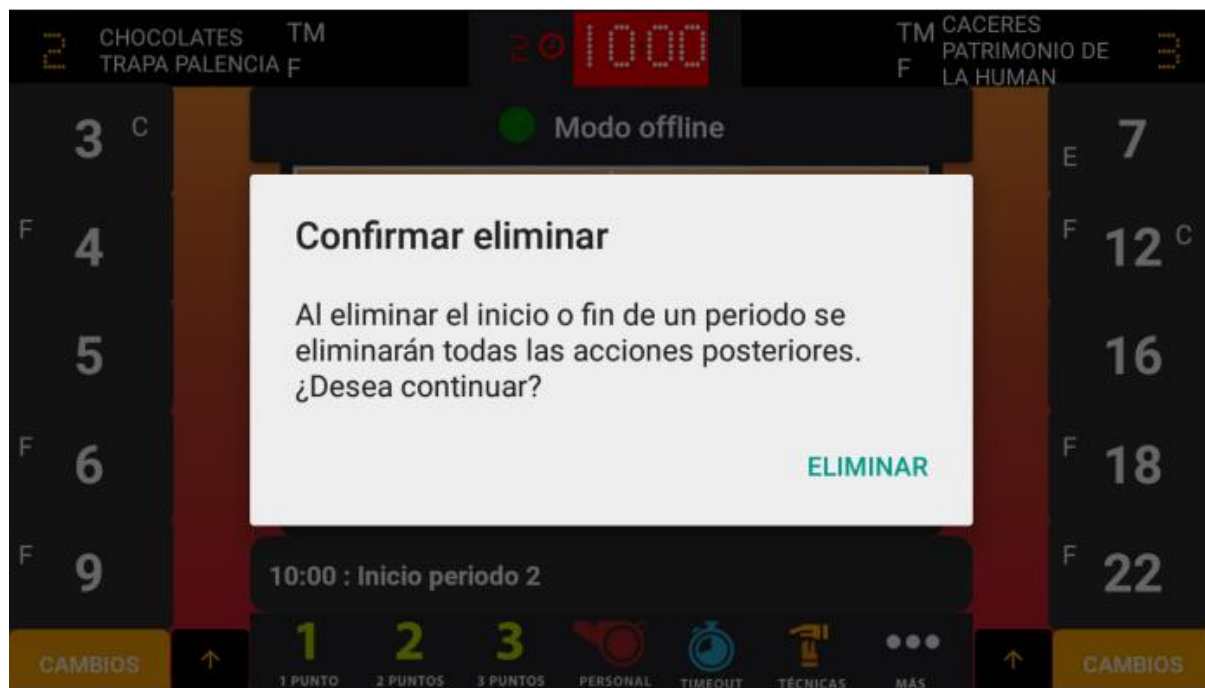 2
CHOCOLATES
TRAPA PALENCIA
TM
F
2
10:00
TM
F
CACERES
PATRIMONIO DE
LA HUMAN
3
Modo offline
3 C
F 4
5
F 6
F 9
E 7
F 12 C
16
F 18
F 22
Confirmar eliminar
Al eliminar el inicio o fin de un periodo se
eliminarán todas las acciones posteriores.
¿Desea continuar?
ELIMINAR
10:00 : Inicio periodo 2
CAMBIOS
1
1 PUNTO
2
2 PUNTOS
3
3 PUNTOS
PERSONAL
TIMEOUT
TÉCNICAS
MÁS
CAMBIOS